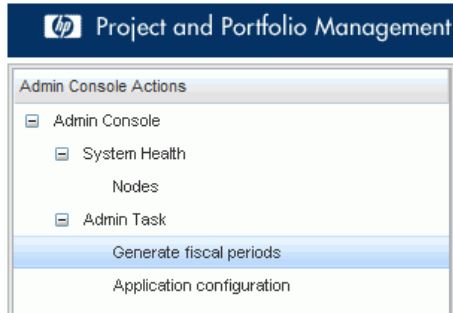 hp Project and Portfolio Management
Admin Console Actions
Admin Console
System Health
Nodes
Admin Task
Generate fiscal periods
Application configuration